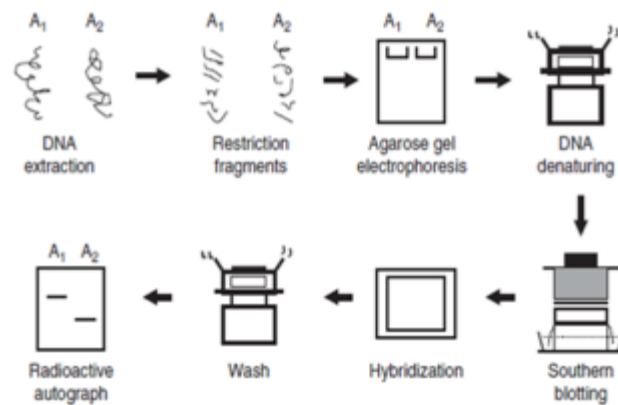 A₁ A₂
A₁ A₂
A₁ A₂
DNA
extraction
Restriction
fragments
Agarose gel
electrophoresis
DNA
denaturing
A₁ A₂
Radioactive
autograph
Wash
Hybridization
Southern
blotting